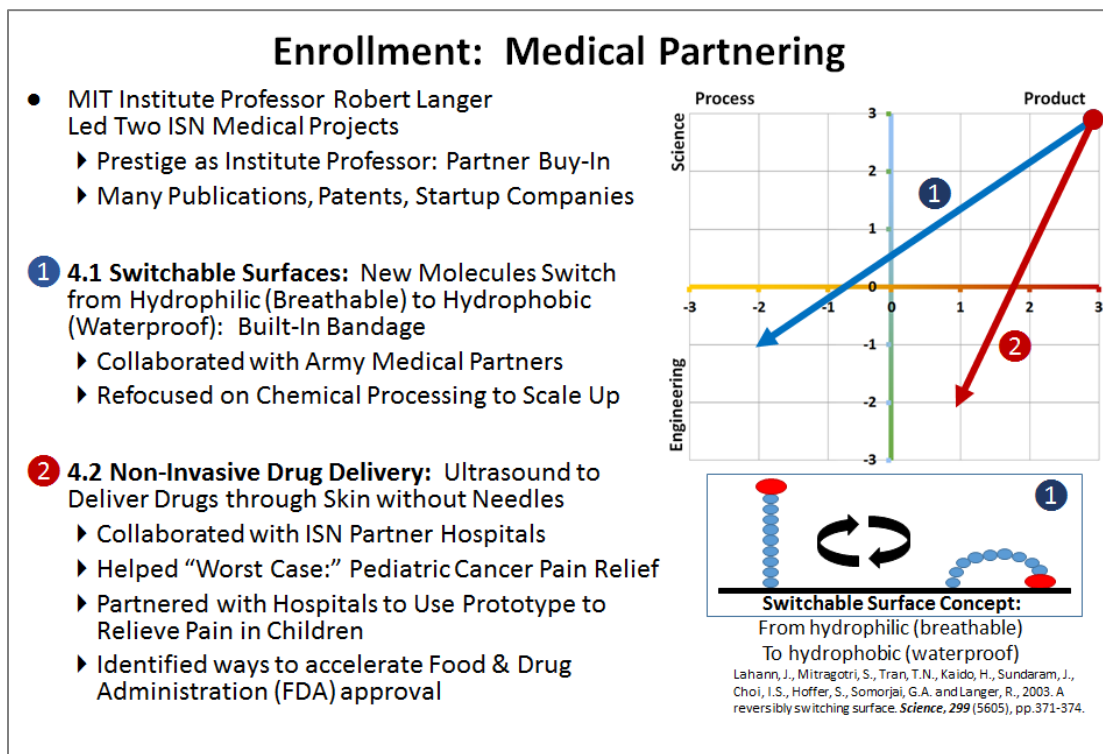 Enrollment: Medical Partnering
● MIT Institute Professor Robert Langer
Led Two ISN Medical Projects
Prestige as Institute Professor: Partner Buy-In
Many Publications, Patents, Startup Companies
1 4.1 Switchable Surfaces: New Molecules Switch
from Hydrophilic (Breathable) to Hydrophobic
(Waterproof): Built-In Bandage
Collaborated with Army Medical Partners
Refocused on Chemical Processing to Scale Up
2 4.2 Non-Invasive Drug Delivery: Ultrasound to
Deliver Drugs through Skin without Needles
Collaborated with ISN Partner Hospitals
Helped “Worst Case:” Pediatric Cancer Pain Relief
Partnered with Hospitals to Use Prototype to
Relieve Pain in Children
Identified ways to accelerate Food & Drug
Administration (FDA) approval
Process
Product
Science
Engineering
3
2
1
0
-1
-2
-3
-3
-2
-1
0
1
2
3
1
2
1
Switchable Surface Concept:
From hydrophilic (breathable)
To hydrophobic (waterproof)
Lahann, J., Mitragotri, S., Tran, T.N., Kaido, H., Sundaram, J.,
Choi, I.S., Hoffer, S., Somorjai, G.A. and Langer, R., 2003. A
reversibly switching surface. Science, 299 (5605), pp.371-374.